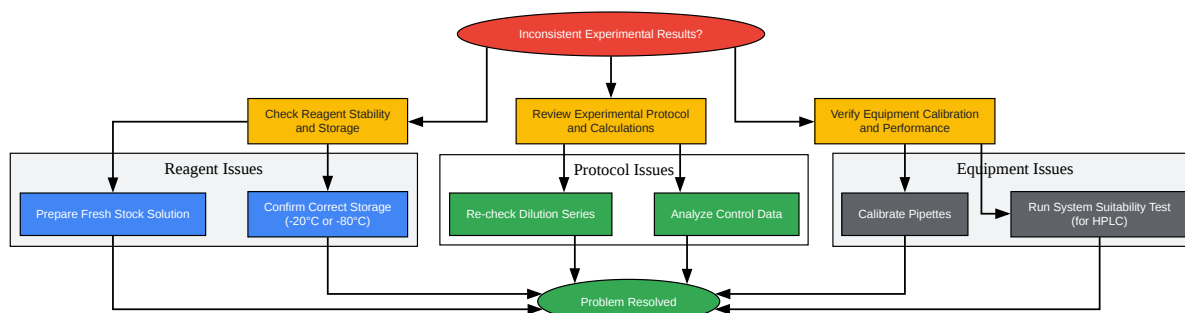 Inconsistent Experimental Results?
Check Reagent Stability
and Storage
Review Experimental Protocol
and Calculations
Verify Equipment Calibration
and Performance
Reagent Issues
Protocol Issues
Equipment Issues
Prepare Fresh Stock Solution
Confirm Correct Storage
(-20°C or -80°C)
Re-check Dilution Series
Analyze Control Data
Calibrate Pipettes
Run System Suitability Test
(for HPLC)
Problem Resolved